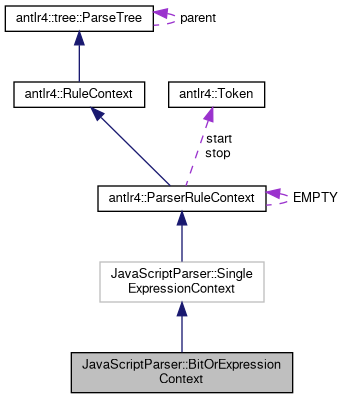 antlr4::tree::ParseTree
parent
antlr4::RuleContext
antlr4::Token
start
stop
antlr4::ParserRuleContext
EMPTY
JavaScriptParser::Single
ExpressionContext
JavaScriptParser::BitOrExpression
Context